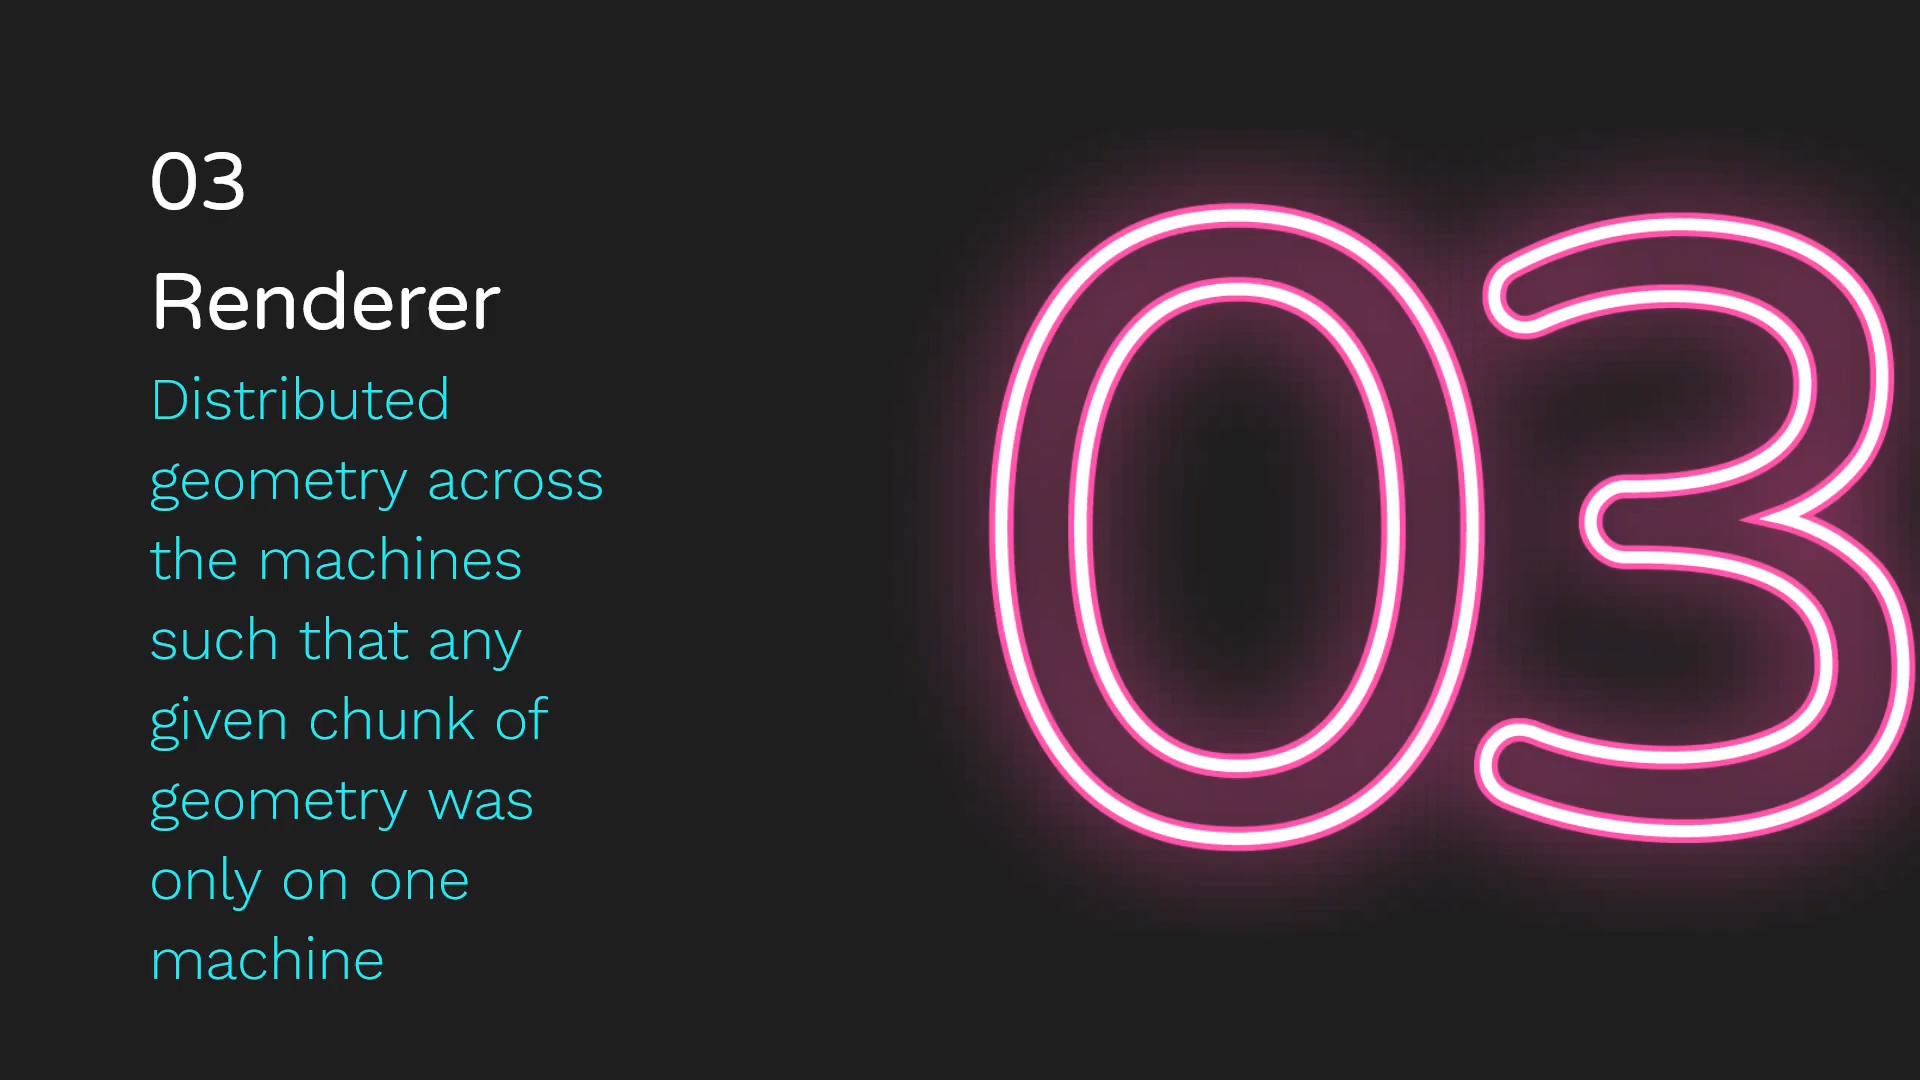 03
Renderer
Distributed
geometry across
the machines
such that any
given chunk of
geometry was
only on one
machine
03